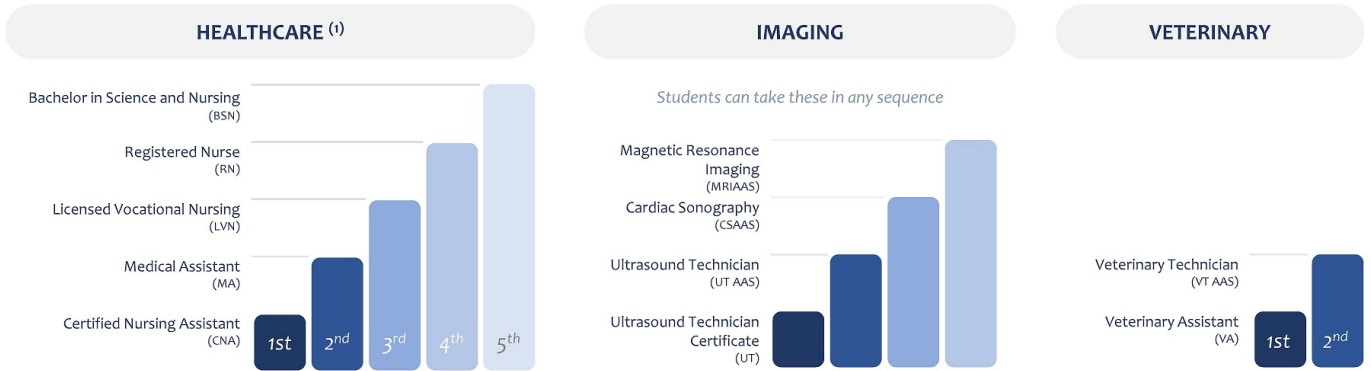 HEALTHCARE (1)
Bachelor in Science and Nursing
(BSN)
Registered Nurse
(RN)
Licensed Vocational Nursing
(LVN)
Medical Assistant
(MA)
Certified Nursing Assistant
(CNA)
1st
2nd
3rd
4th
5th
IMAGING
Students can take these in any sequence
Magnetic Resonance
Imaging
(MRIAAS)
Cardiac Sonography
(CSAAS)
Ultrasound Technician
(UT AAS)
Ultrasound Technician
Certificate
(UT)
VETERINARY
Veterinary Technician
(VT AAS)
Veterinary Assistant
(VA)
1st
2nd